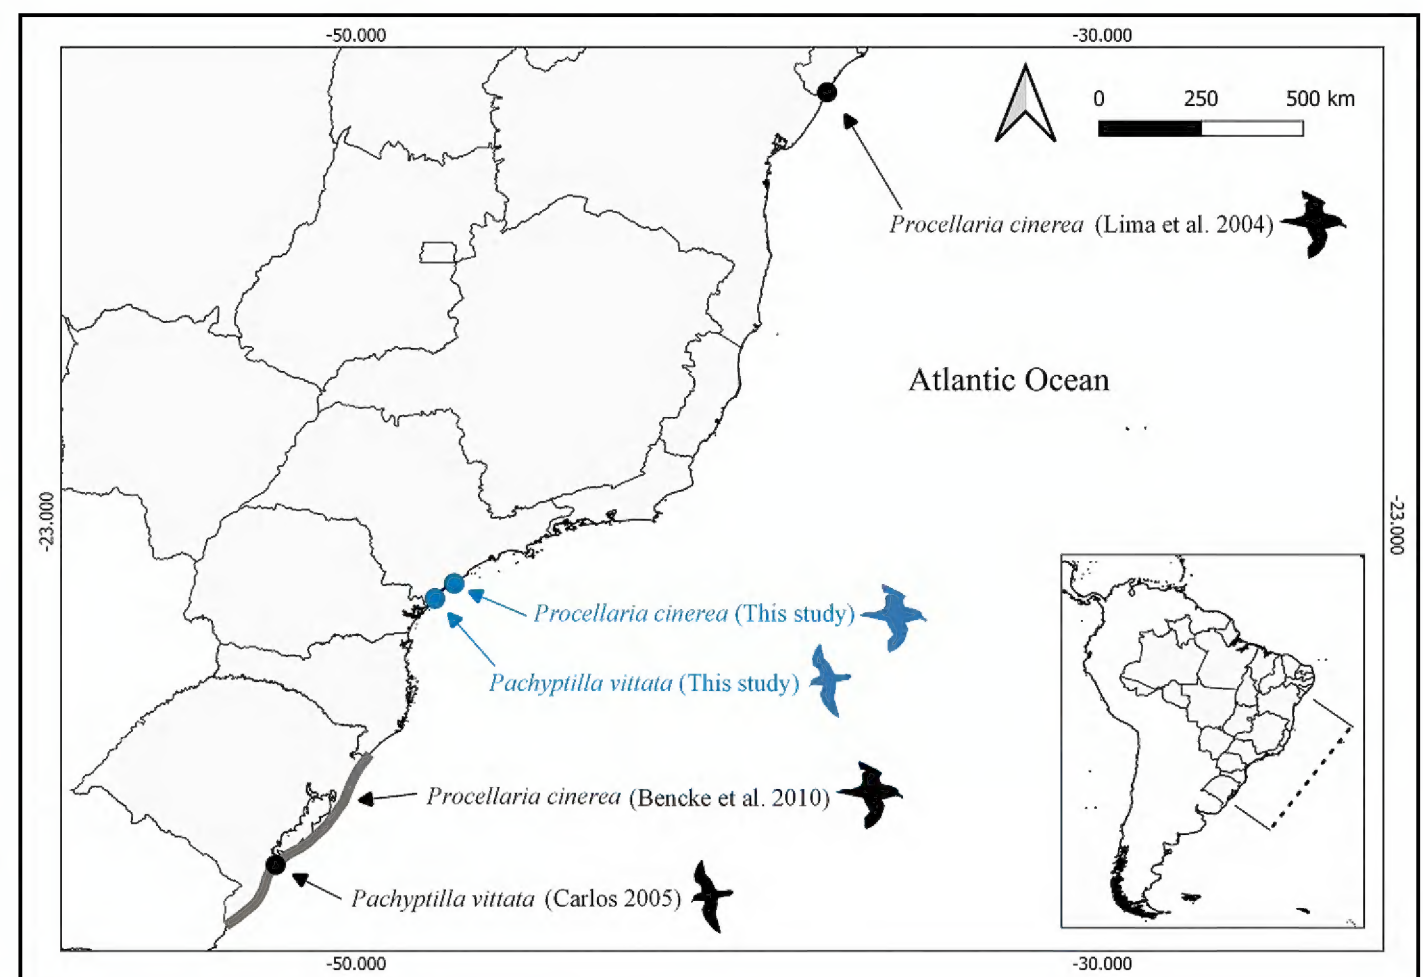 -50.000
-30.000
0 250 500 km
Procellaria cinerea (Lima et al. 2004)
Atlantic Ocean
-23.000
-23.000
Procellaria cinerea (This study)
Pachyptilla vittata (This study)
Procellaria cinerea (Bencke et al. 2010)
Pachyptilla vittata (Carlos 2005)
-50.000
-30.000